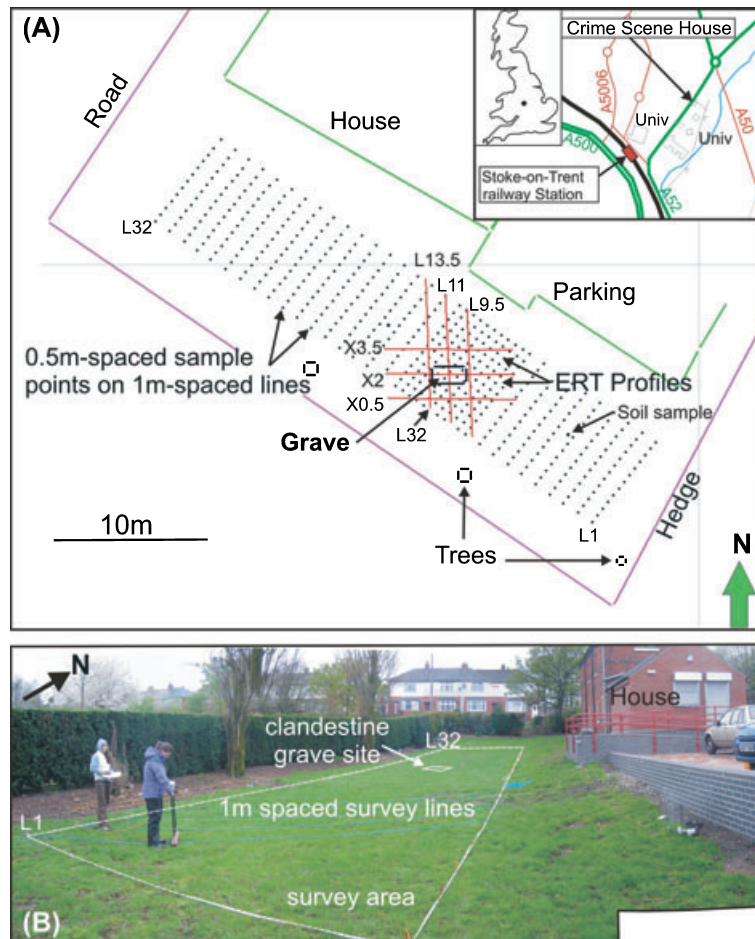 (A)
Road
House
L32
L13.5
L11
L9.5
Parking
0.5m-spaced sample
points on 1m-spaced lines
X3.5
X2
X0.5
ERT Profiles
Soil sample
Grave
L32
10m
Trees
L1
Hedge
N
Crime Scene House
A5006
Univ
Univ
A50
A500
Stoke-on-Trent
railway Station
A52
N
House
clandestine
grave site
L32
1m spaced survey lines
L1
survey area
(B)